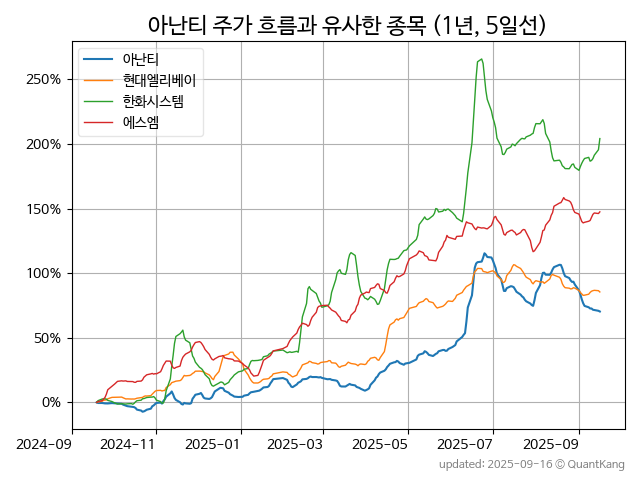 아난티 주가 흐름과 유사한 종목 (1년, 5일선)
아난티
현대엘리베이
한화시스템
에스엠
250%
200%
150%
100%
50%
0%
2024-09 2024-11 2025-01 2025-03 2025-05 2025-07 2025-09
updated: 2025-09-16 © QuantKang